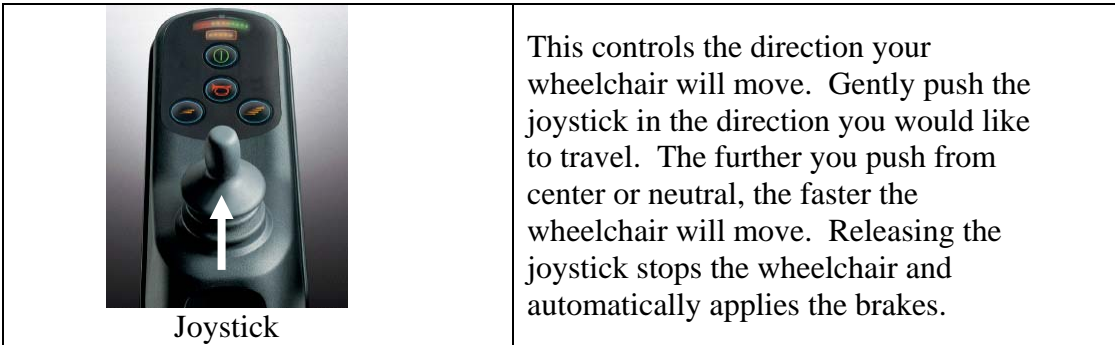 Joystick
This controls the direction your
wheelchair will move.  Gently push the
joystick in the direction you would like
to travel.  The further you push from
center or neutral, the faster the
wheelchair will move.  Releasing the
joystick stops the wheelchair and
automatically applies the brakes.